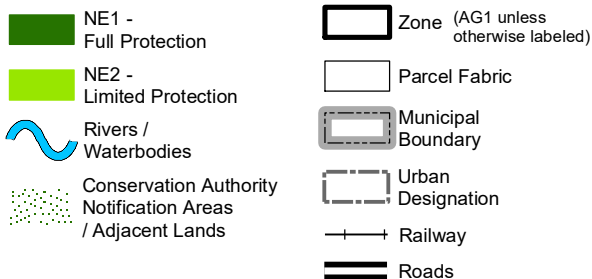 NE1 -
Full Protection
NE2 -
Limited Protection
Rivers /
Waterbodies
Conservation Authority
Notification Areas
/ Adjacent Lands
Zone (AG1 unless
otherwise labeled)
Parcel Fabric
Municipal
Boundary
Urban
Designation
Railway
Roads